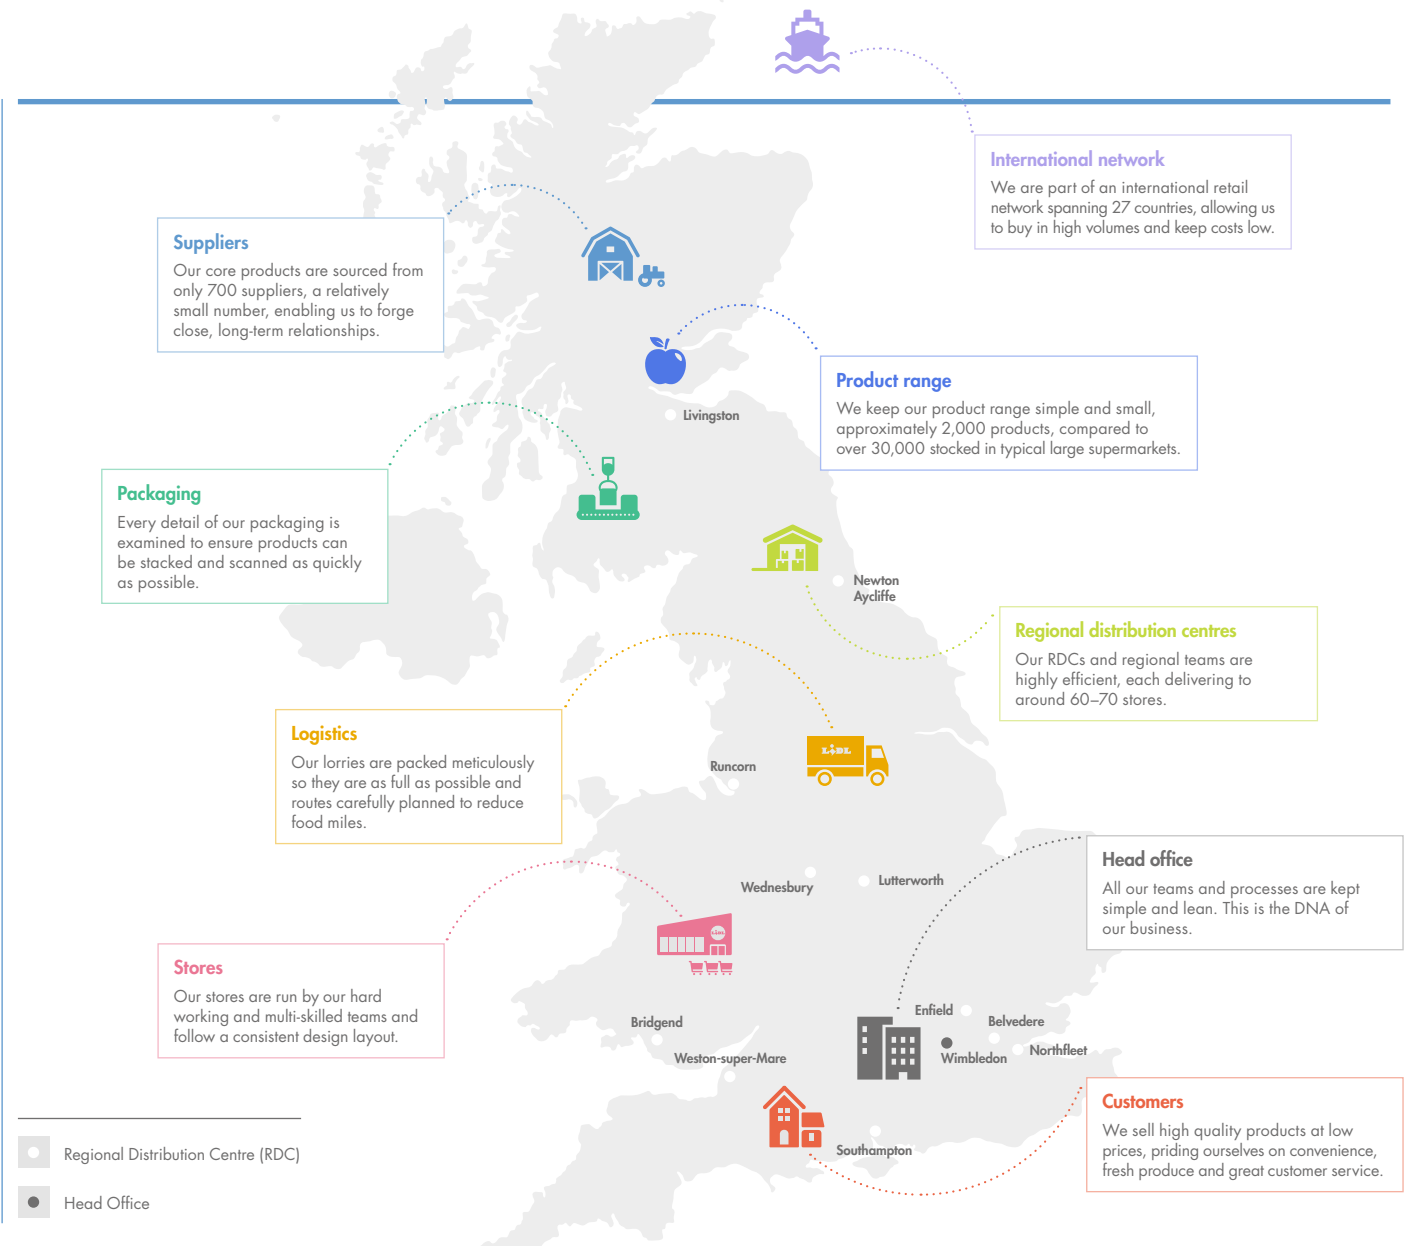 International network
We are part of an international retail
network spanning 27 countries, allowing us
to buy in high volumes and keep costs low.
Suppliers
Our core products are sourced from
only 700 suppliers, a relatively
small number, enabling us to forge
close, long-term relationships.
Product range
We keep our product range simple and small,
approximately 2,000 products, compared to
over 30,000 stocked in typical large supermarkets.
Livingston
Packaging
Every detail of our packaging is
examined to ensure products can
be stacked and scanned as quickly
as possible.
Newton
Aycliffe
Regional distribution centres
Our RDCs and regional teams are
highly efficient, each delivering to
around 60–70 stores.
Logistics
Our lorries are packed meticulously
so they are as full as possible and
routes carefully planned to reduce
food miles.
LIDL
Runcorn
Head office
All our teams and processes are kept
simple and lean. This is the DNA of
our business.
Wednesbury
Lutterworth
Stores
Our stores are run by our hard
working and multi-skilled teams and
follow a consistent design layout.
LIDL
Enfield
Belvedere
Bridgend
Northfleet
Weston-super-Mare
Wimbledon
Customers
We sell high quality products at low
prices, priding ourselves on convenience,
fresh produce and great customer service.
Southampton
Regional Distribution Centre (RDC)
Head Office